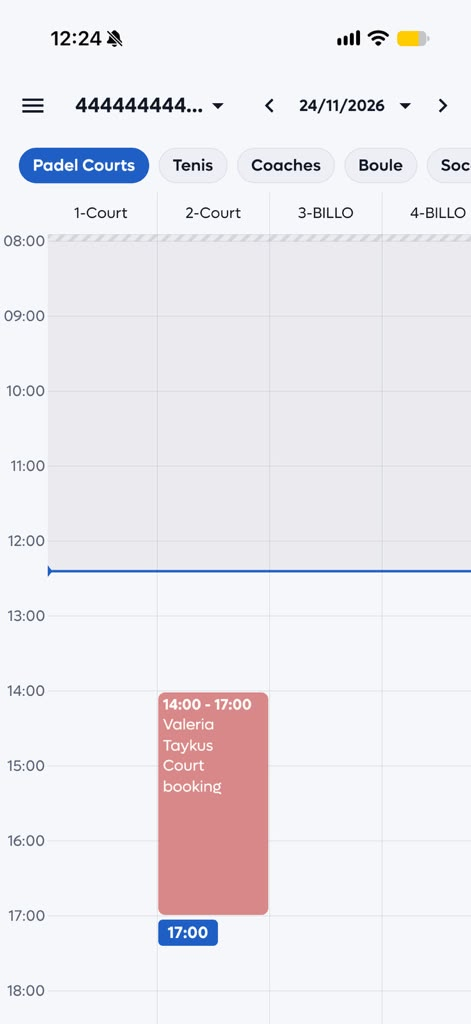 12:24
444444444...
24/11/2026
Padel Courts
Tenis
Coaches
Boule
Soc
1-Court
2-Court
3-BILLO
4-BILLO
08:00
09:00
10:00
11:00
12:00
13:00
14:00
14:00 - 17:00
Valeria
Taykus
Court
booking
15:00
16:00
17:00
17:00
18:00